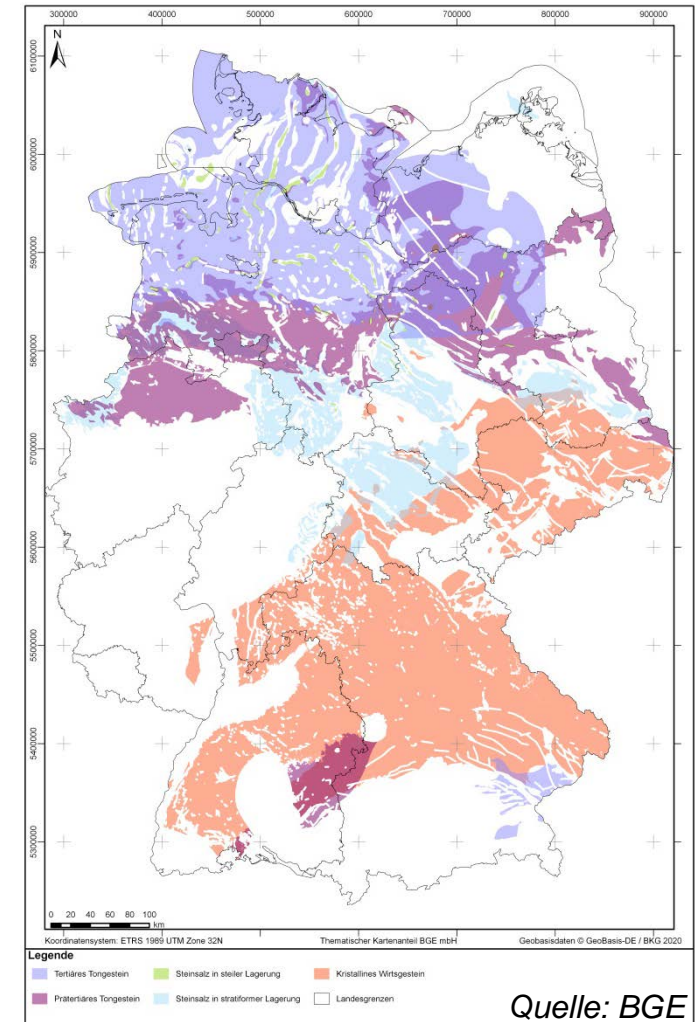 300000 400000 500000 600000 700000 800000 900000
N
6100000
6000000
5900000
5800000
5700000
5600000
5500000
5400000
5300000
0 20 40 60 80 100
km
Koordinatensystem: ETRS 1989 UTM Zone 32N Thematischer Kartenanteil BGE mbH Geobasisdaten © GeoBasis-DE / BKG 2020
Legende
Tertiäres Tongestein Steinsalz in steiler Lagerung Kristallines Wirtsgestein
Prätertiäres Tongestein Steinsalz in stratiformer Lagerung Landesgrenzen
Quelle: BGE